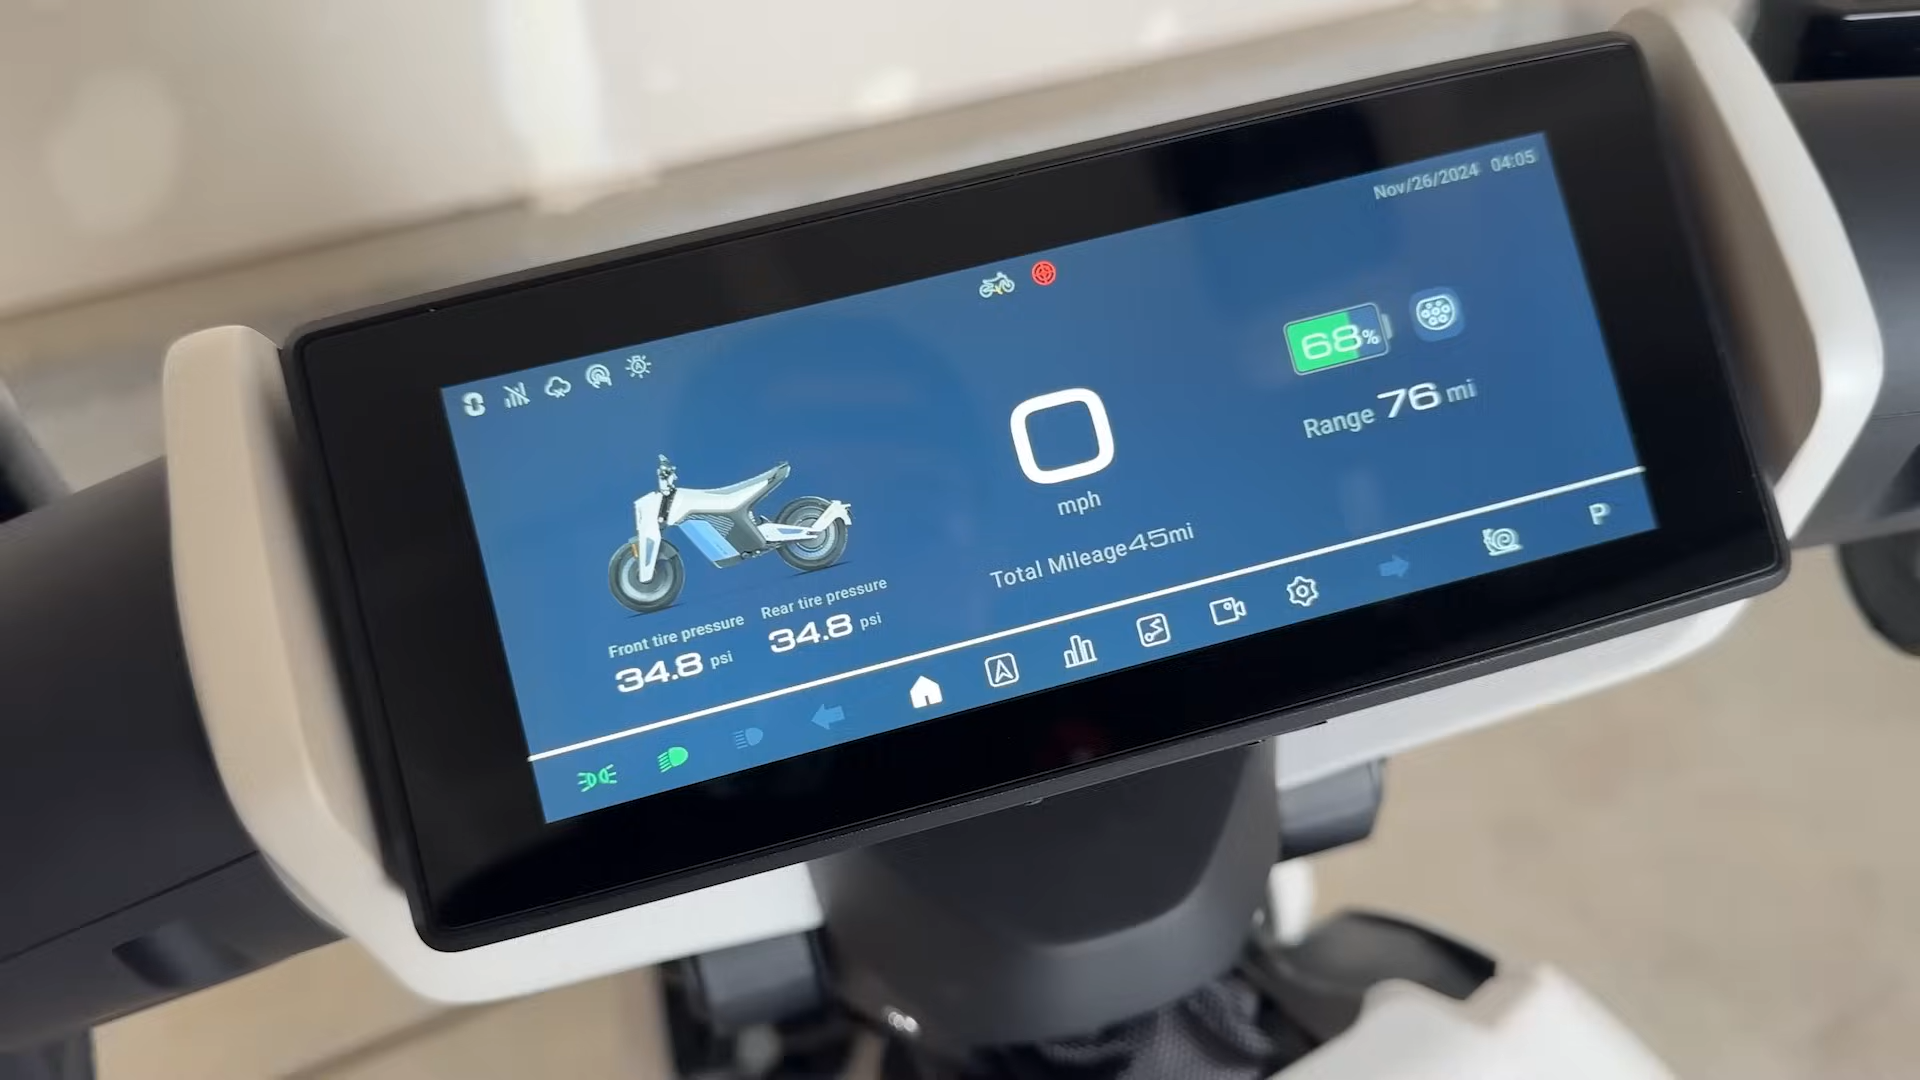 Nov/26/2024 04:05
68%
Range 76 mi
0
mph
Total Mileage45mi
Front tire pressure
34.8 psi
Rear tire pressure
34.8 psi
P